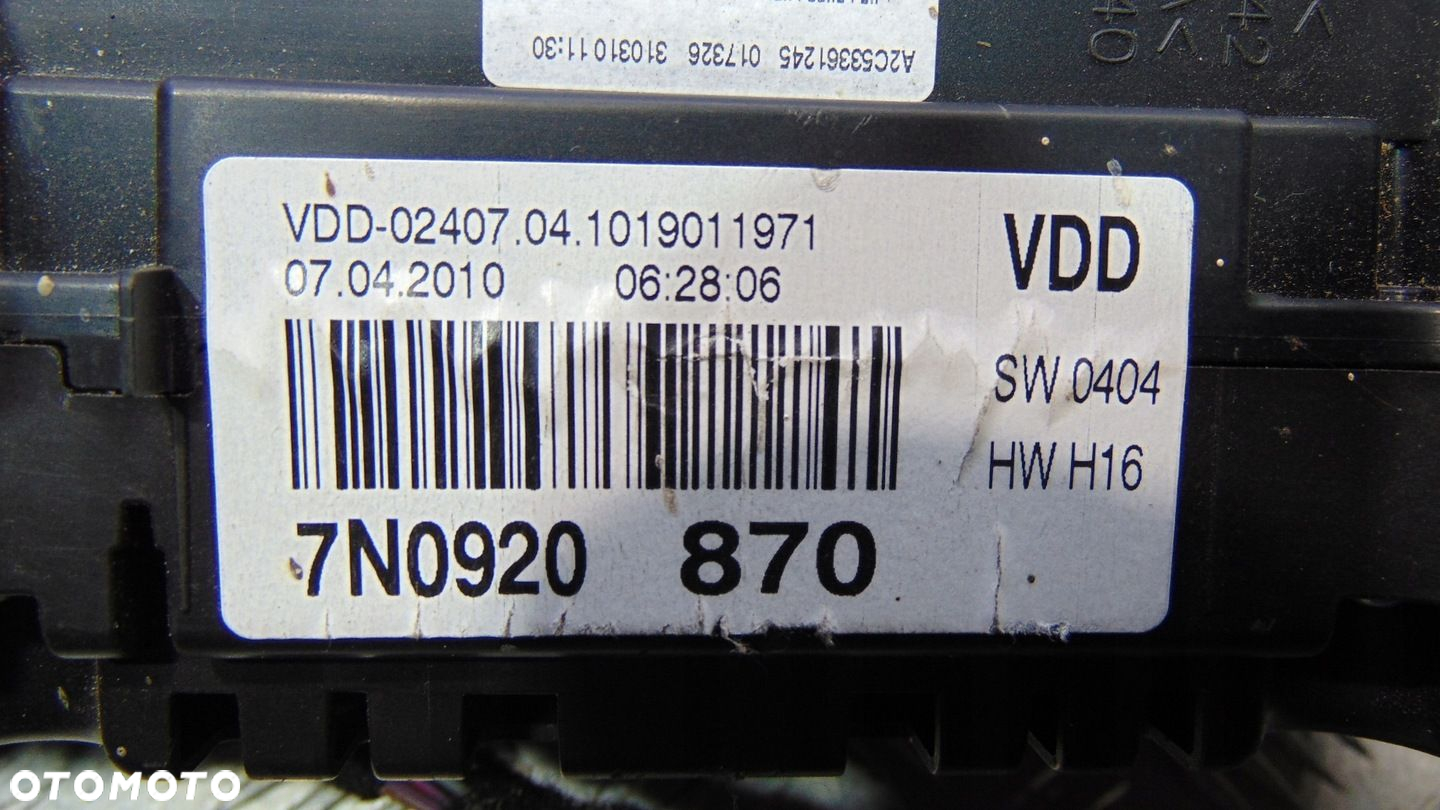 A2C53361245 017326 310310 11:30
VDD-02407.04.1019011971
07.04.2010 06:28:06
VDD
SW 0404
HW H16
7N0920 870
OTOMOTO